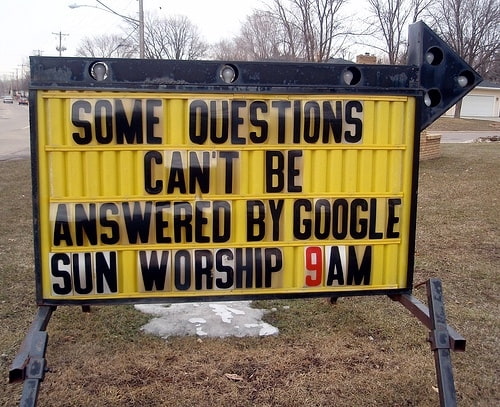 SOME QUESTIONS
CAN'T BE
ANSWERED BY GOOGLE
SUN WORSHIP 9AM